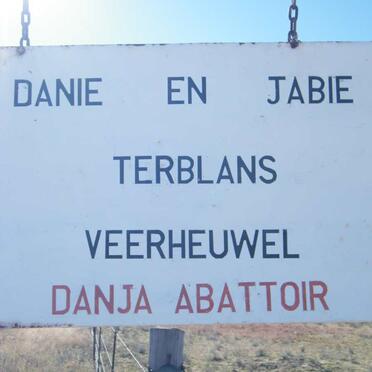 DANIE EN JABIE
TERBLANS
VEERHEUWEL
DANJA ABATTOIR